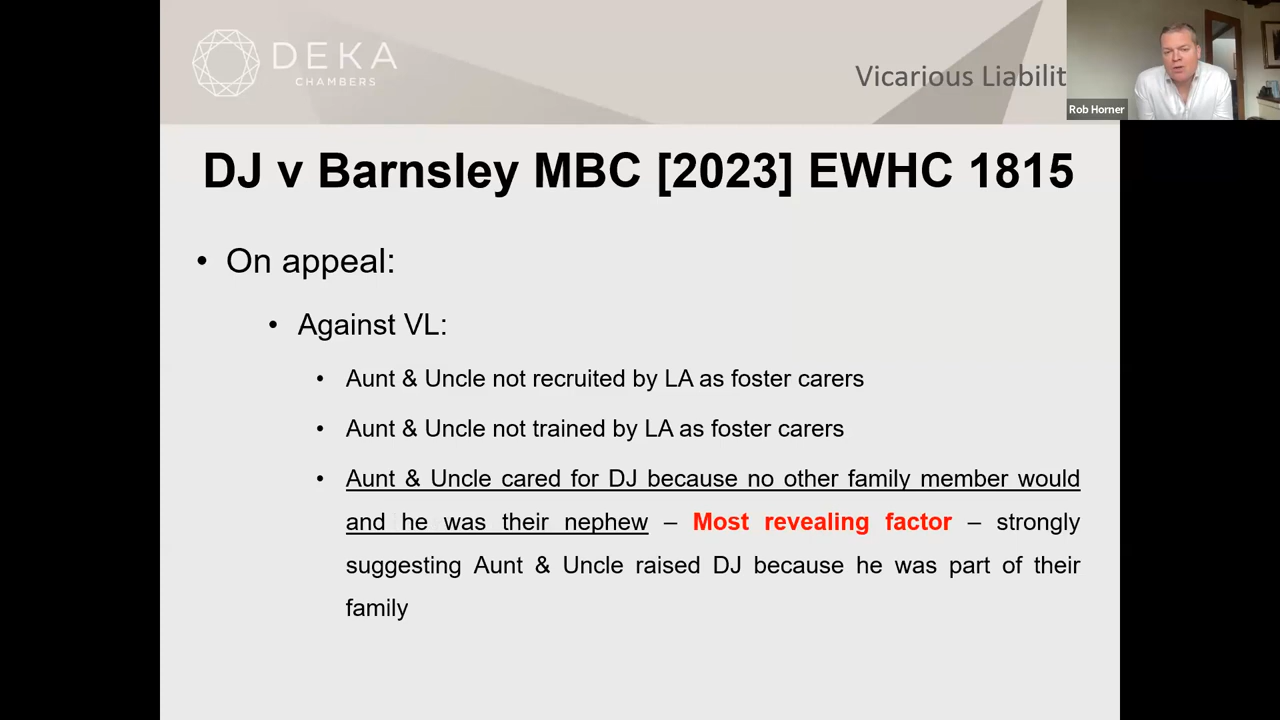 DEKA
CHAMBERS
Vicarious Liabilit
Rob Horner
DJ v Barnsley MBC [2023] EWHC 1815
• On appeal:
• Against VL:
• Aunt & Uncle not recruited by LA as foster carers
• Aunt & Uncle not trained by LA as foster carers
• Aunt & Uncle cared for DJ because no other family member would
and he was their nephew – Most revealing factor – strongly
suggesting Aunt & Uncle raised DJ because he was part of their
family